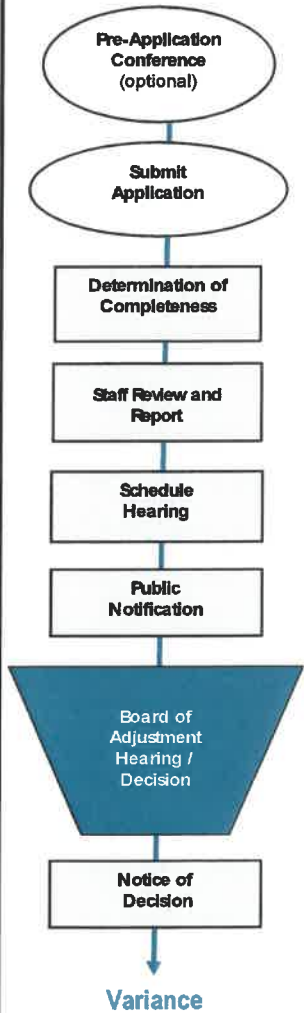 Pre-Application
Conference
(optional)
Submit
Application
Determination of
Completeness
Staff Review and
Report
Schedule
Hearing
Public
Notification
Board of
Adjustment
Hearing /
Decision
Notice of
Decision
Variance